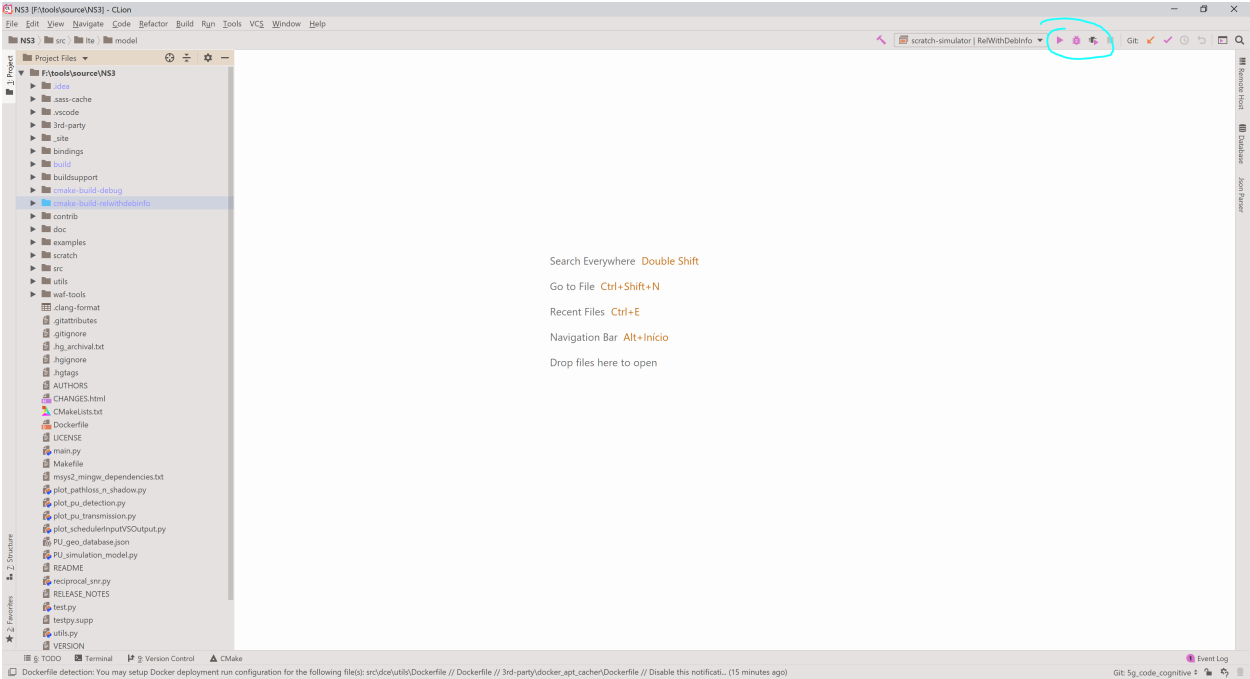 NS3 [F:\tools\source\NS3] - CLion
File Edit View Navigate Code Refactor Build Run Tools VCS Window Help
NS3 src lte model
scratch-simulator | RelWithDebInfo
Git:
1: Project
Project Files
F:\tools\source\NS3
.idea
.sass-cache
.vscode
3rd-party
_site
bindings
build
buildsupport
cmake-build-debug
cmake-build-relwithdebinfo
contrib
doc
examples
scratch
src
utils
waf-tools
.clang-format
.gitattributes
.gitignore
.hg_archival.txt
.hgignore
.hgtags
AUTHORS
CHANGES.html
CMakeLists.txt
Dockerfile
LICENSE
main.py
Makefile
msys2_mingw_dependencies.txt
plot_pathloss_n_shadow.py
plot_pu_detection.py
plot_pu_transmission.py
plot_schedulerInputVSOutput.py
PU_geo_database.json
PU_simulation_model.py
README
reciprocal_snr.py
RELEASE_NOTES
test.py
testpy.supp
utils.py
VERSION
Z: Structure
2: Favorites
Search Everywhere Double Shift
Go to File Ctrl+Shift+N
Recent Files Ctrl+E
Navigation Bar Alt+Início
Drop files here to open
Remote Host
Database
Json Parser
6: TODO Terminal 9: Version Control CMake
1 Event Log
Dockerfile detection: You may setup Docker deployment run configuration for the following file(s): src\dce\utils\Dockerfile // Dockerfile // 3rd-party\docker_apt_cacher\Dockerfile // Disable this notificati... (15 minutes ago)
Git: 5g_code_cognitive